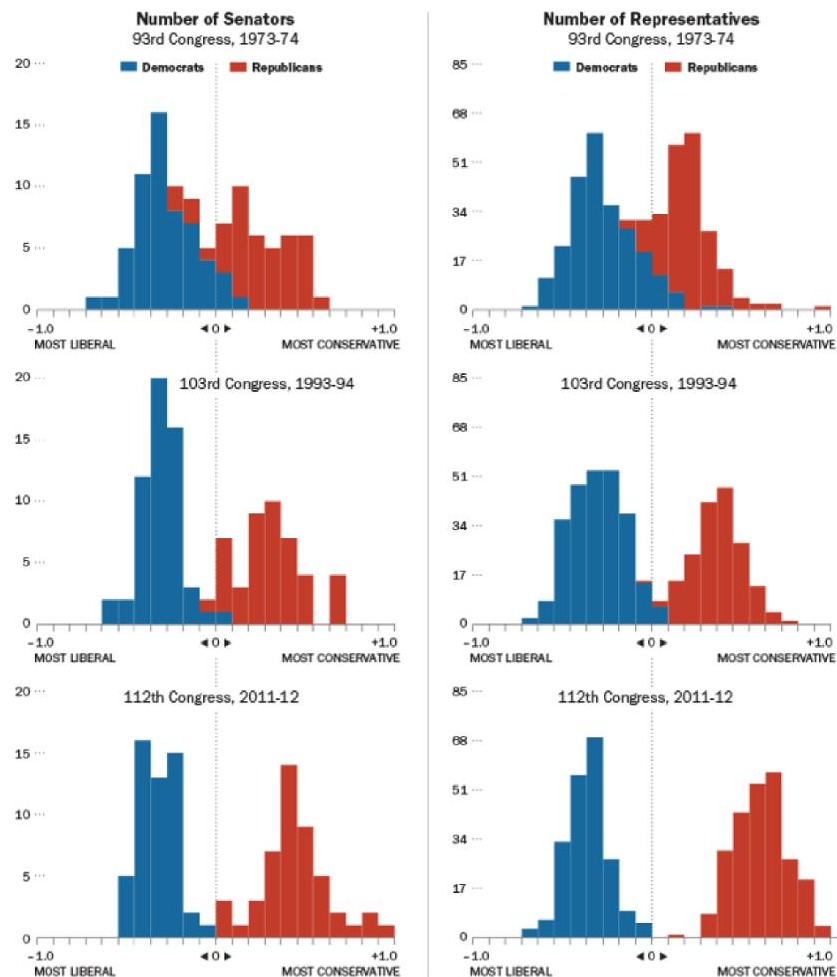 Number of Senators
93rd Congress, 1973-74
Democrats Republicans
20
15
10
5
0
-1.0 ◄ 0 ► +1.0
MOST LIBERAL MOST CONSERVATIVE
Number of Representatives
93rd Congress, 1973-74
Democrats Republicans
85
68
51
34
17
0
-1.0 ◄ 0 ► +1.0
MOST LIBERAL MOST CONSERVATIVE
103rd Congress, 1993-94
20
15
10
5
0
-1.0 ◄ 0 ► +1.0
MOST LIBERAL MOST CONSERVATIVE
103rd Congress, 1993-94
85
68
51
34
17
0
-1.0 ◄ 0 ► +1.0
MOST LIBERAL MOST CONSERVATIVE
112th Congress, 2011-12
20
15
10
5
0
-1.0 ◄ 0 ► +1.0
MOST LIBERAL MOST CONSERVATIVE
112th Congress, 2011-12
85
68
51
34
17
0
-1.0 ◄ 0 ► +1.0
MOST LIBERAL MOST CONSERVATIVE